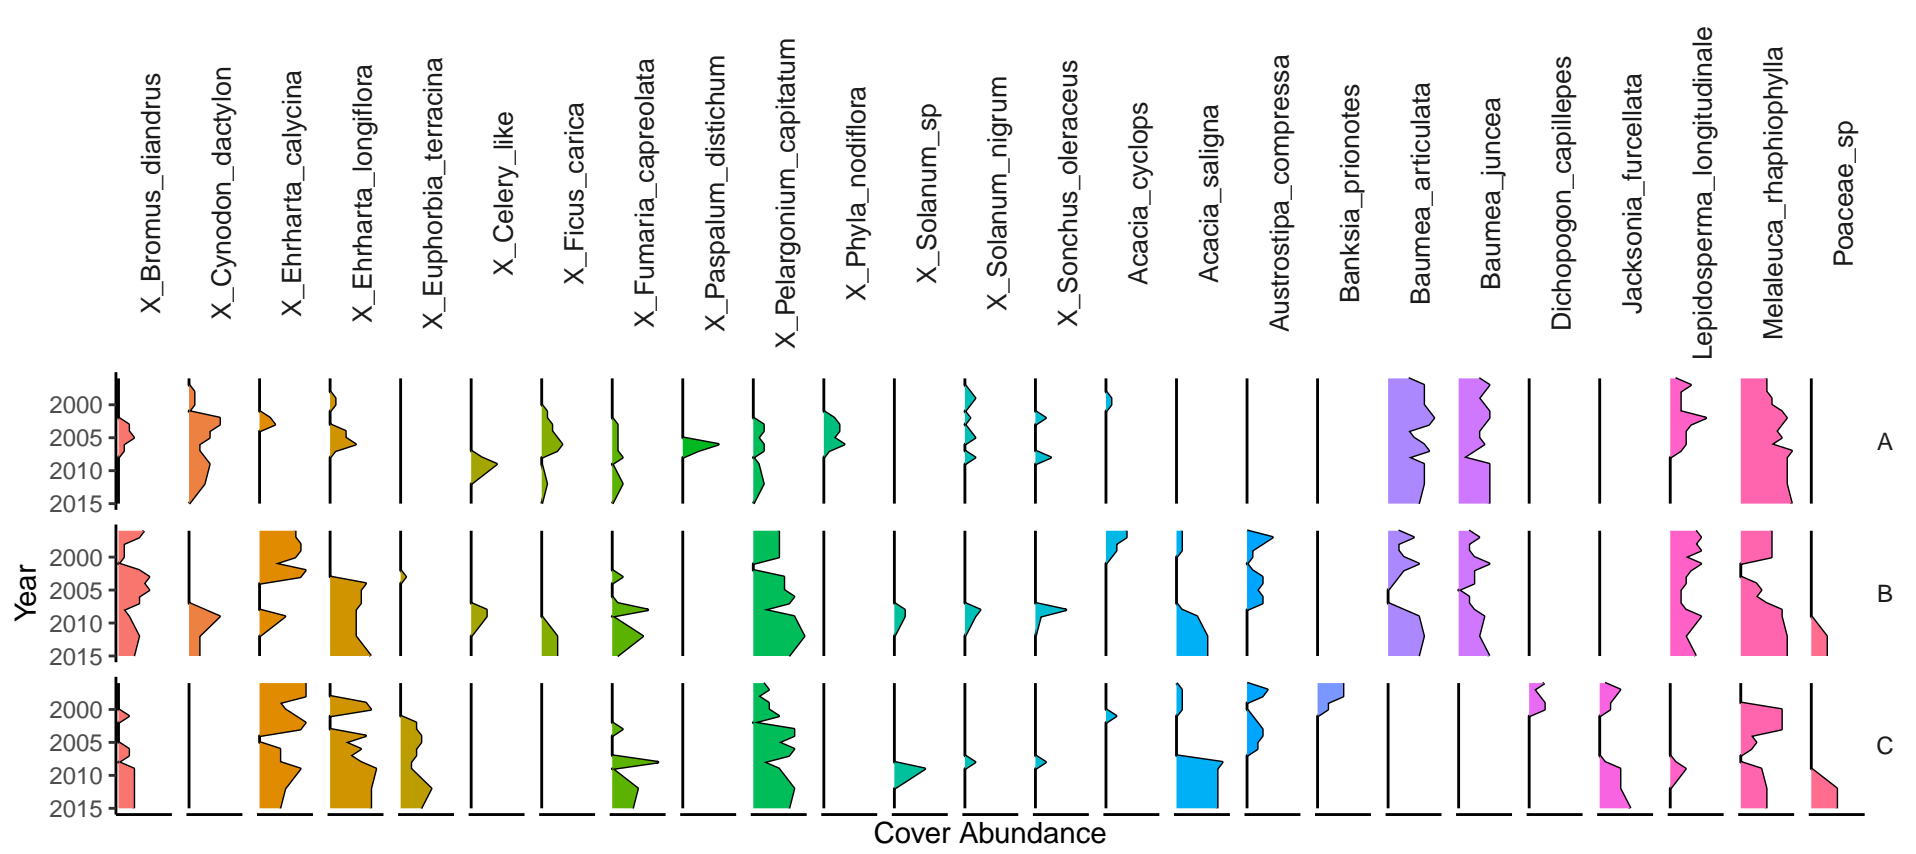 X_Bromus_diandrus
X_Cynodon_dactylon
X_Ehrharta_calycina
X_Ehrharta_longiflora
X_Euphorbia_terracina
X_Celery_like
X_Ficus_carica
X_Fumaria_capreolata
X_Paspalum_distichum
X_Pelargonium_capitatum
X_Phyla_nodiflora
X_Solanum_sp
X_Solanum_nigrum
X_Sonchus_oleraceus
Acacia_cyclops
Acacia_saligna
Austrostipa_compressa
Banksia_prionotes
Baumea_articulata
Baumea_juncea
Dichopogon_capillepes
Jacksonia_furcellata
Lepidosperma_longitudinale
Melaleuca_rhaphiophylla
Poaceae_sp
2000
2005
2010
2015
A
2000
2005
2010
2015
B
2000
2005
2010
2015
C
Year
Cover Abundance